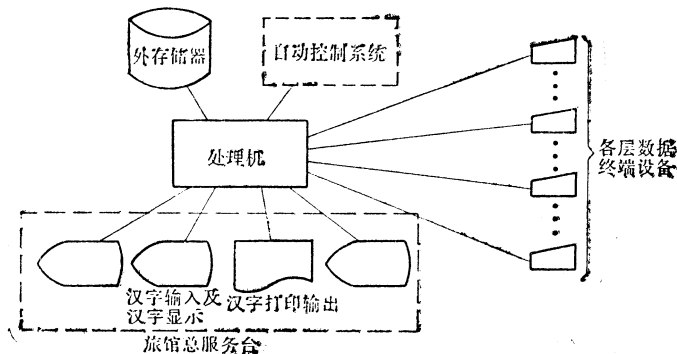 外存储器
自动控制系统
处理机
各层数据
终端设备
汉字输入及
汉字显示
汉字打印输出
旅馆总服务台